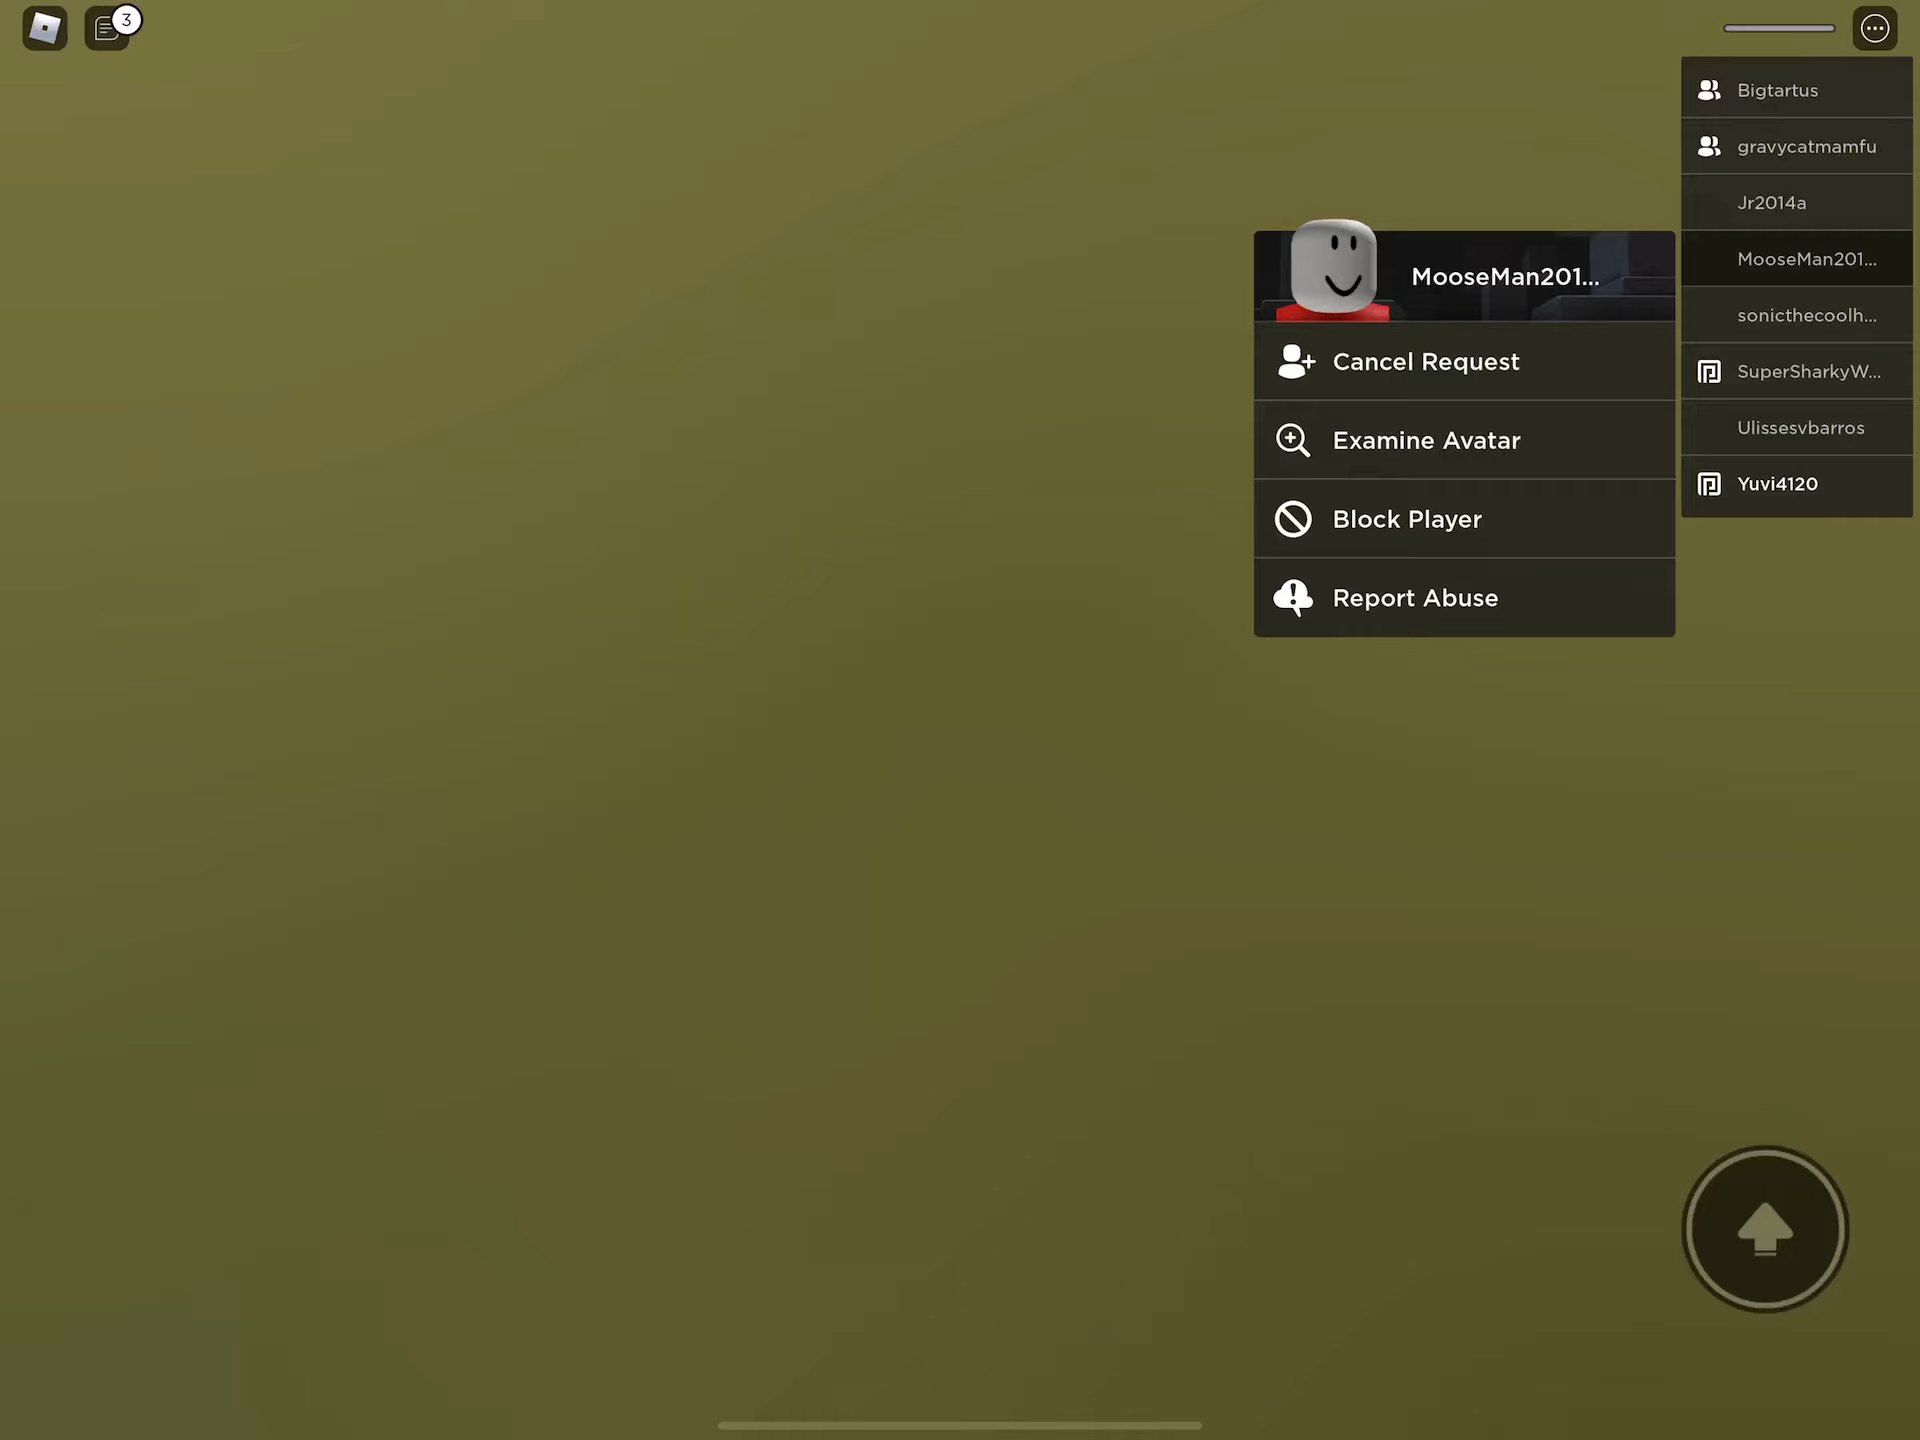 3
Bigtartus
gravycatmamfu
Jr2014a
MooseMan201...
sonicthecoolh...
SuperSharkyW...
Ulissesvbarros
Yuvi4120
MooseMan201...
Cancel Request
Examine Avatar
Block Player
Report Abuse